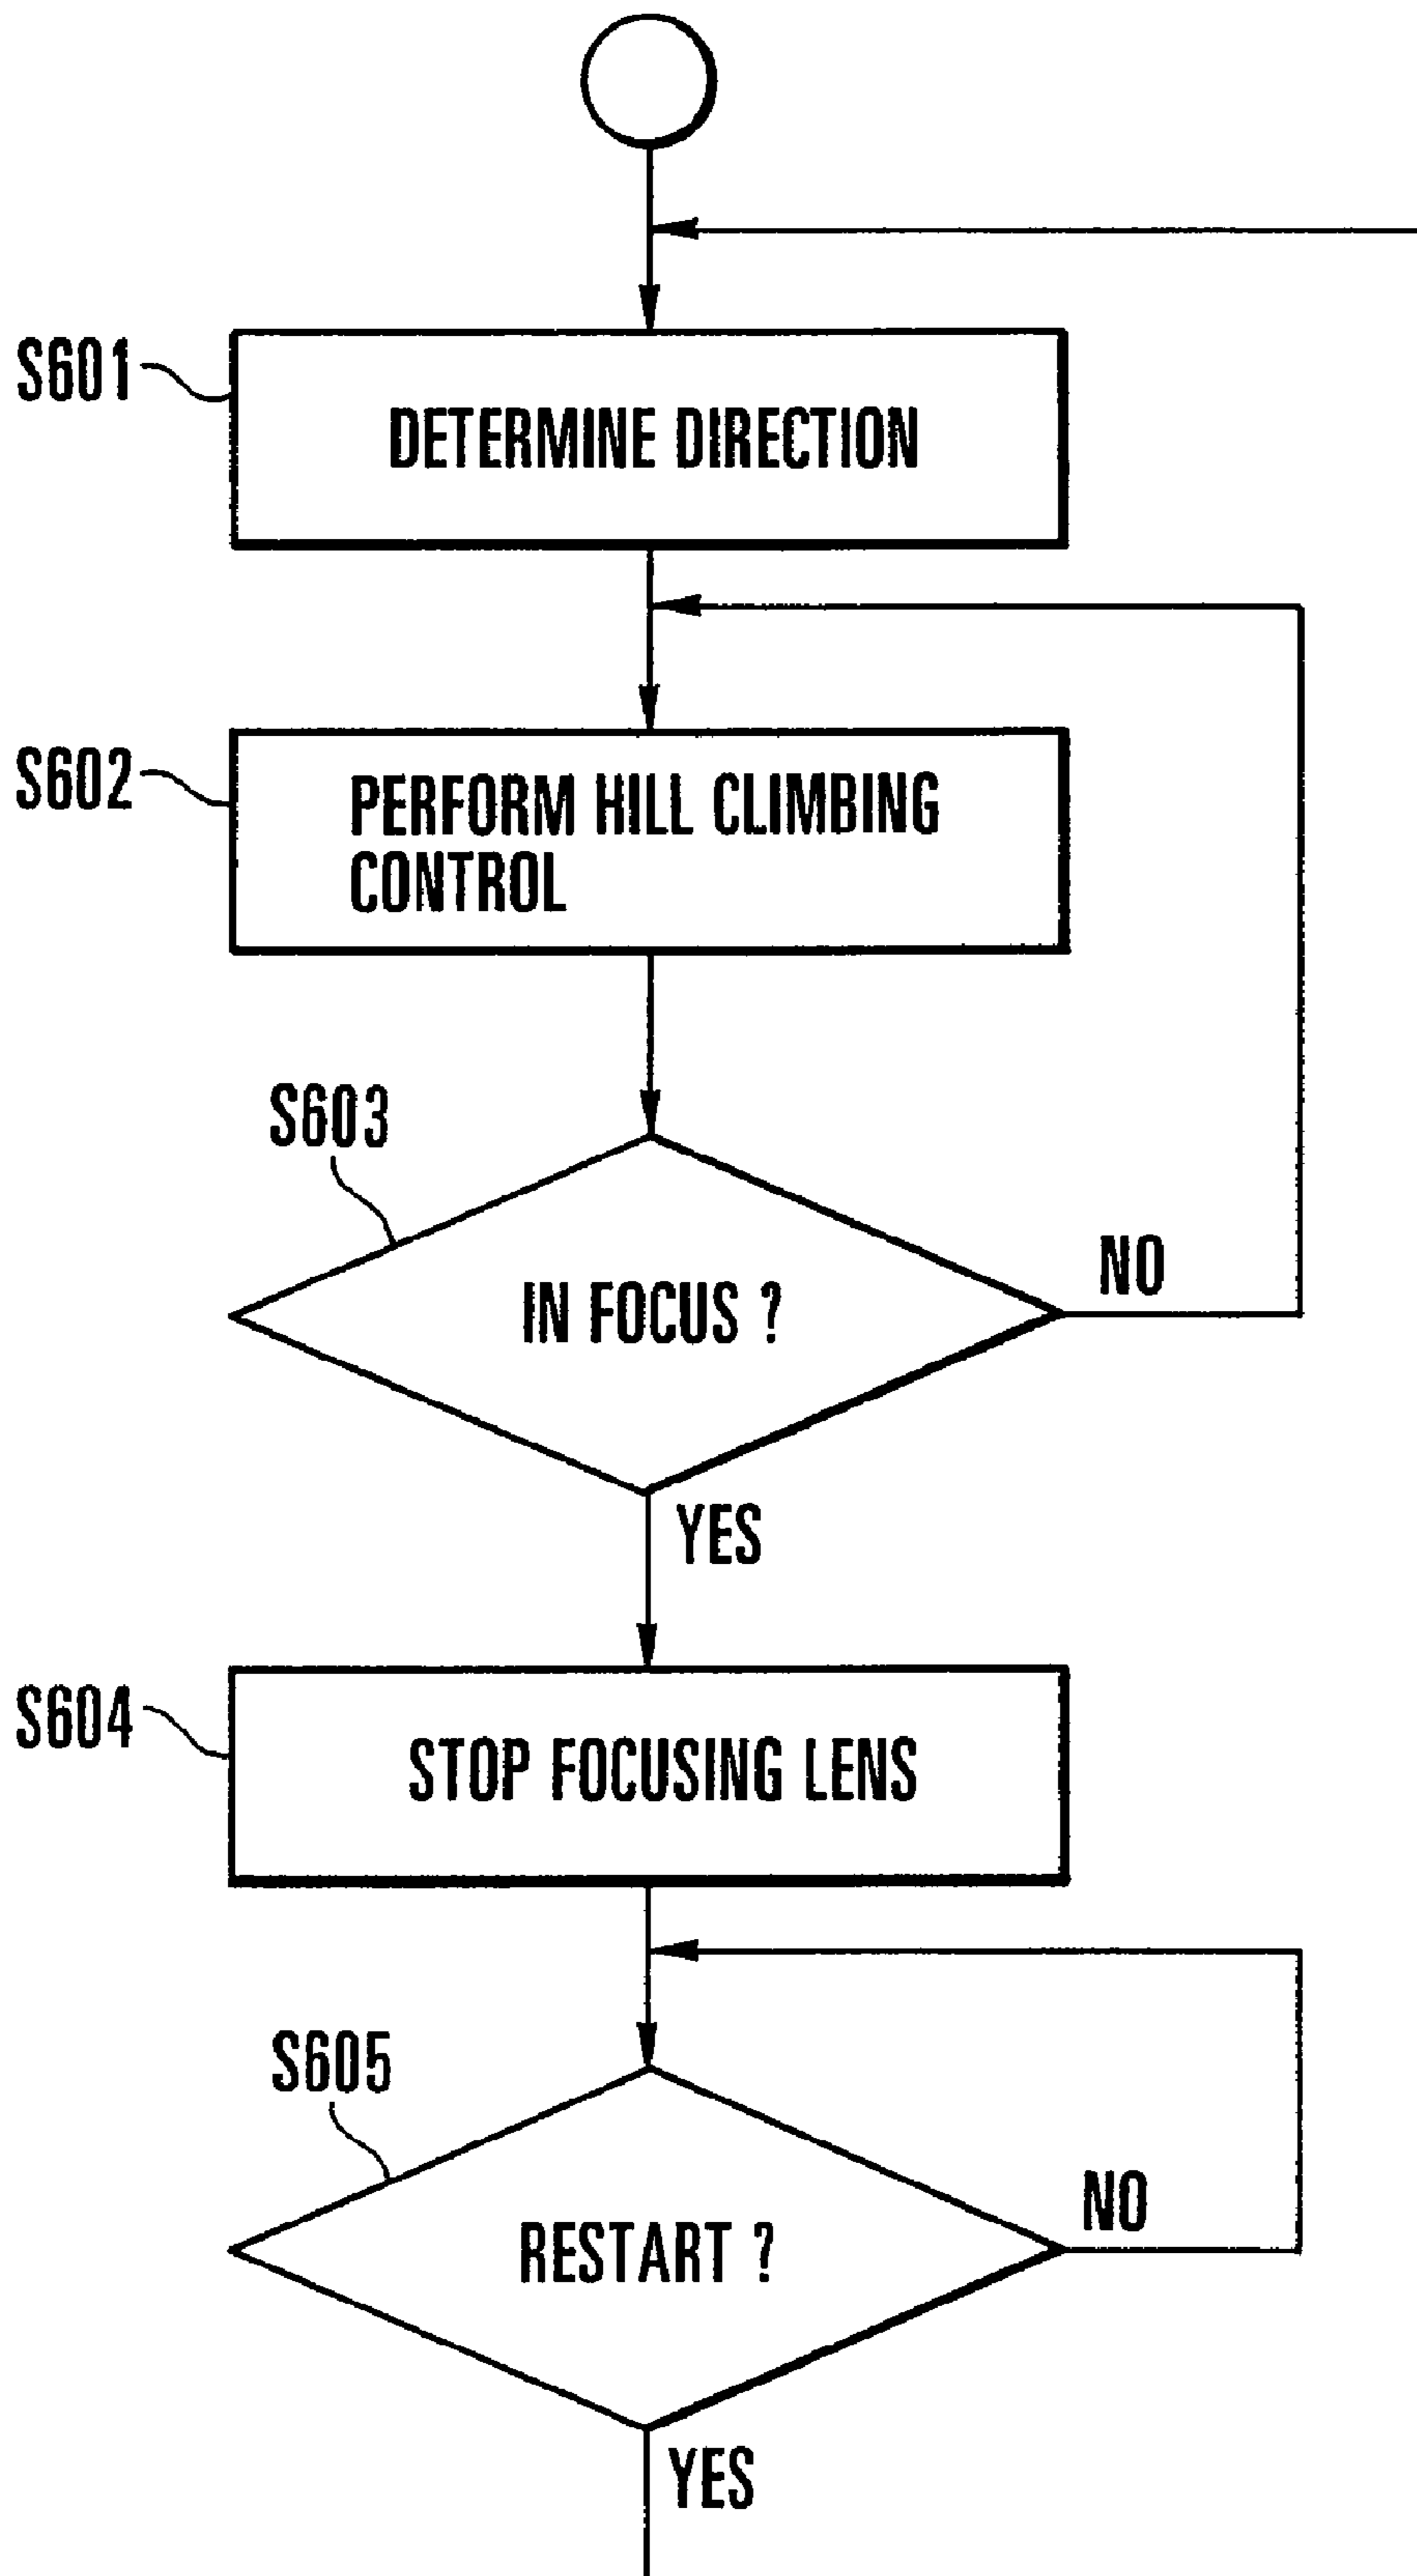 S601
DETERMINE DIRECTION
S602
PERFORM HILL CLIMBING
CONTROL
S603
IN FOCUS ?
NO
YES
S604
STOP FOCUSING LENS
S605
RESTART ?
NO
YES